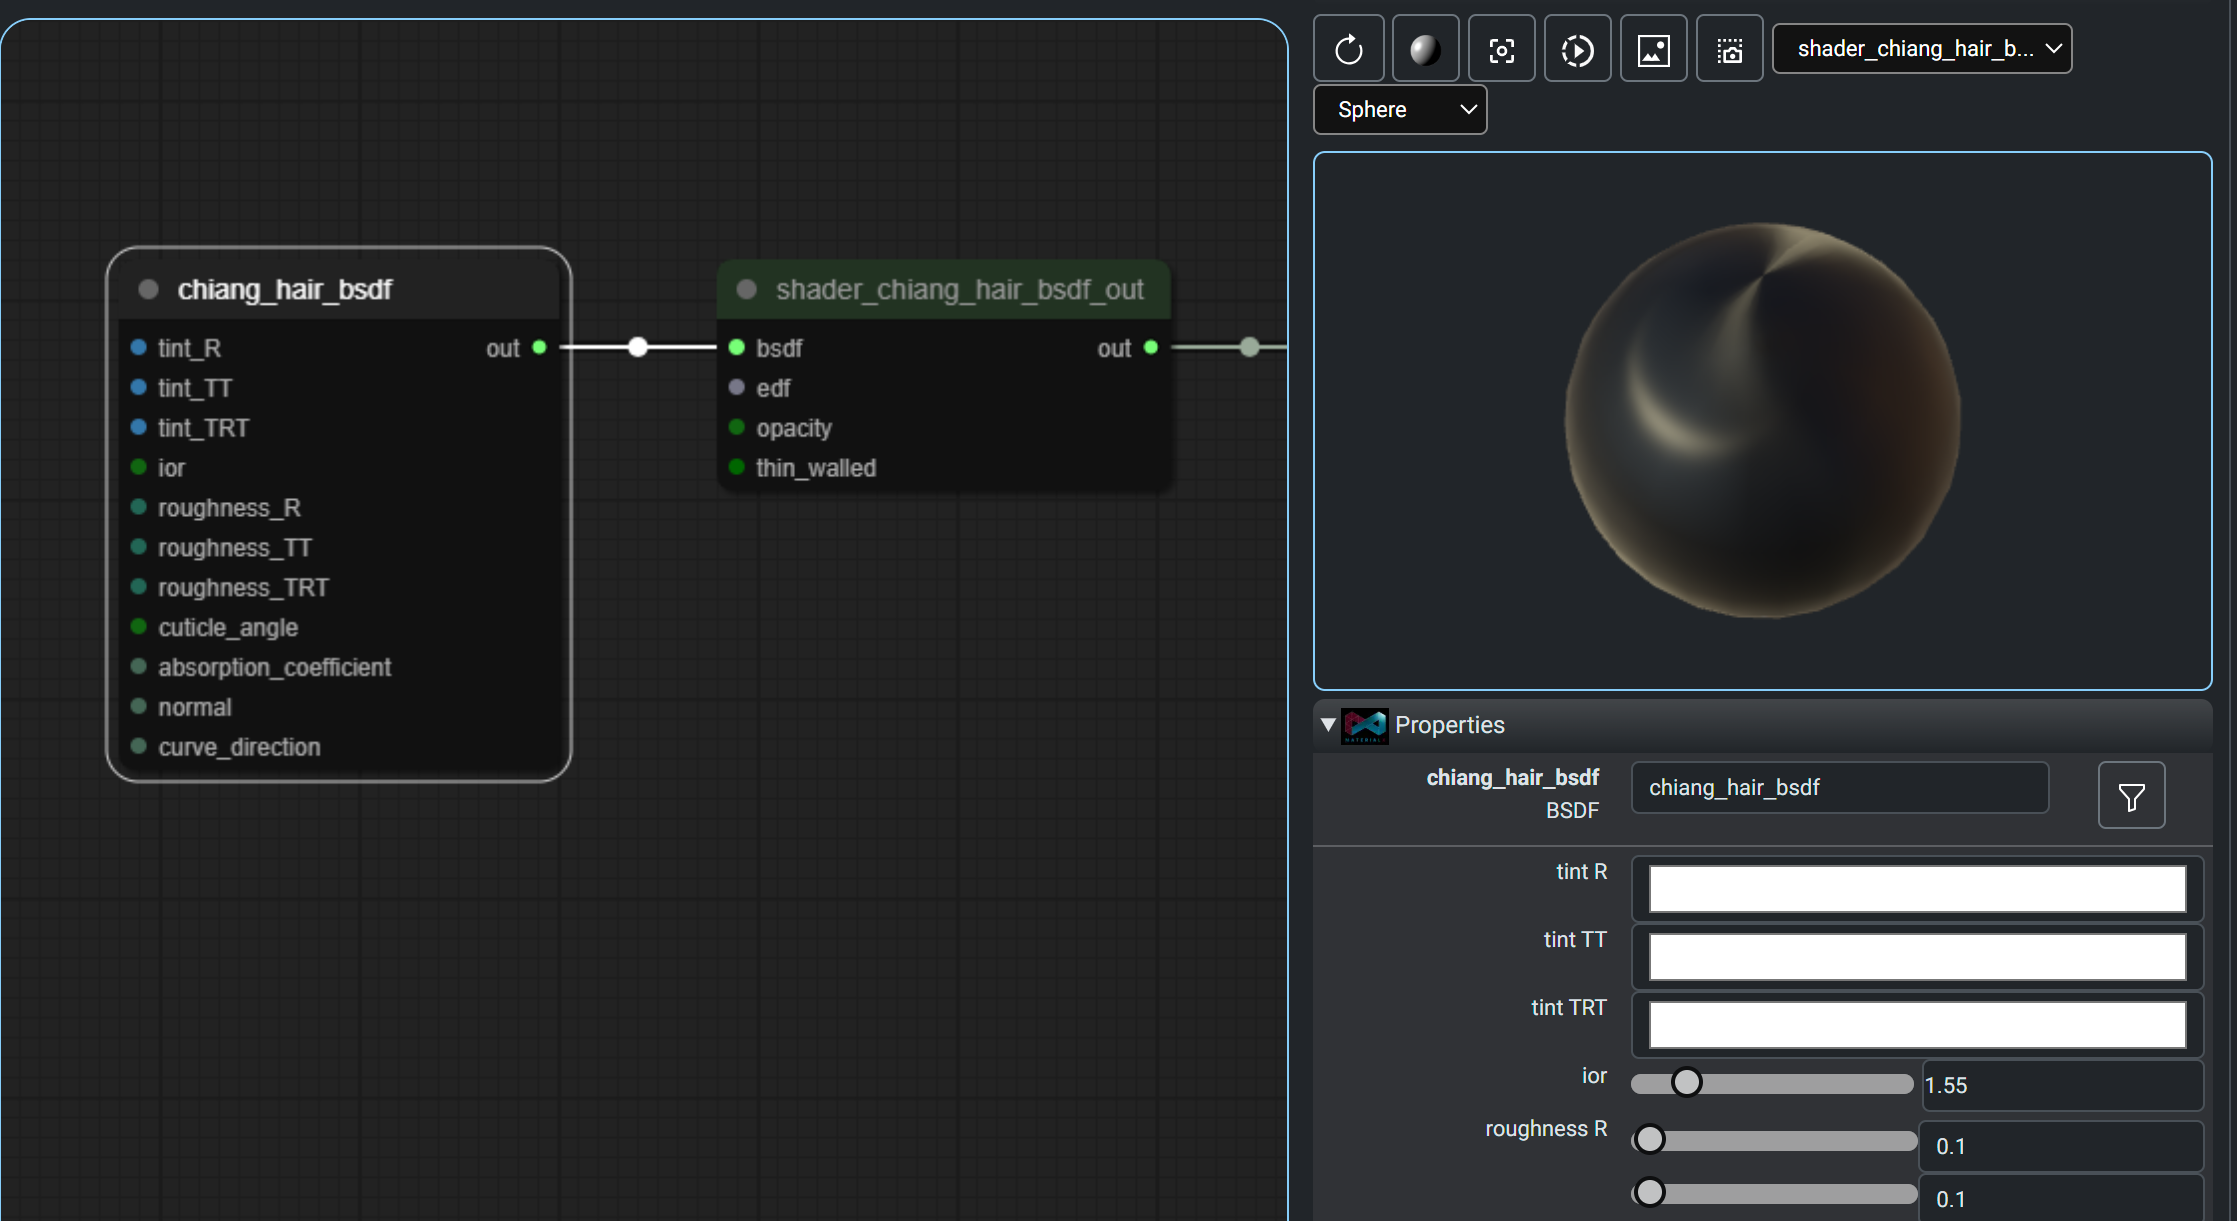 chiang_hair_bsdf
tint_R
out
tint_TT
tint_TRT
ior
roughness_R
roughness_TT
roughness_TRT
cuticle_angle
absorption_coefficient
normal
curve_direction
shader_chiang_hair_bsdf_out
bsdf
out
edf
opacity
thin_walled
shader_chiang_hair_b...
Sphere
Properties
chiang_hair_bsdf
BSDF
chiang_hair_bsdf
tint R
tint TT
tint TRT
ior
1.55
roughness R
0.1
0.1